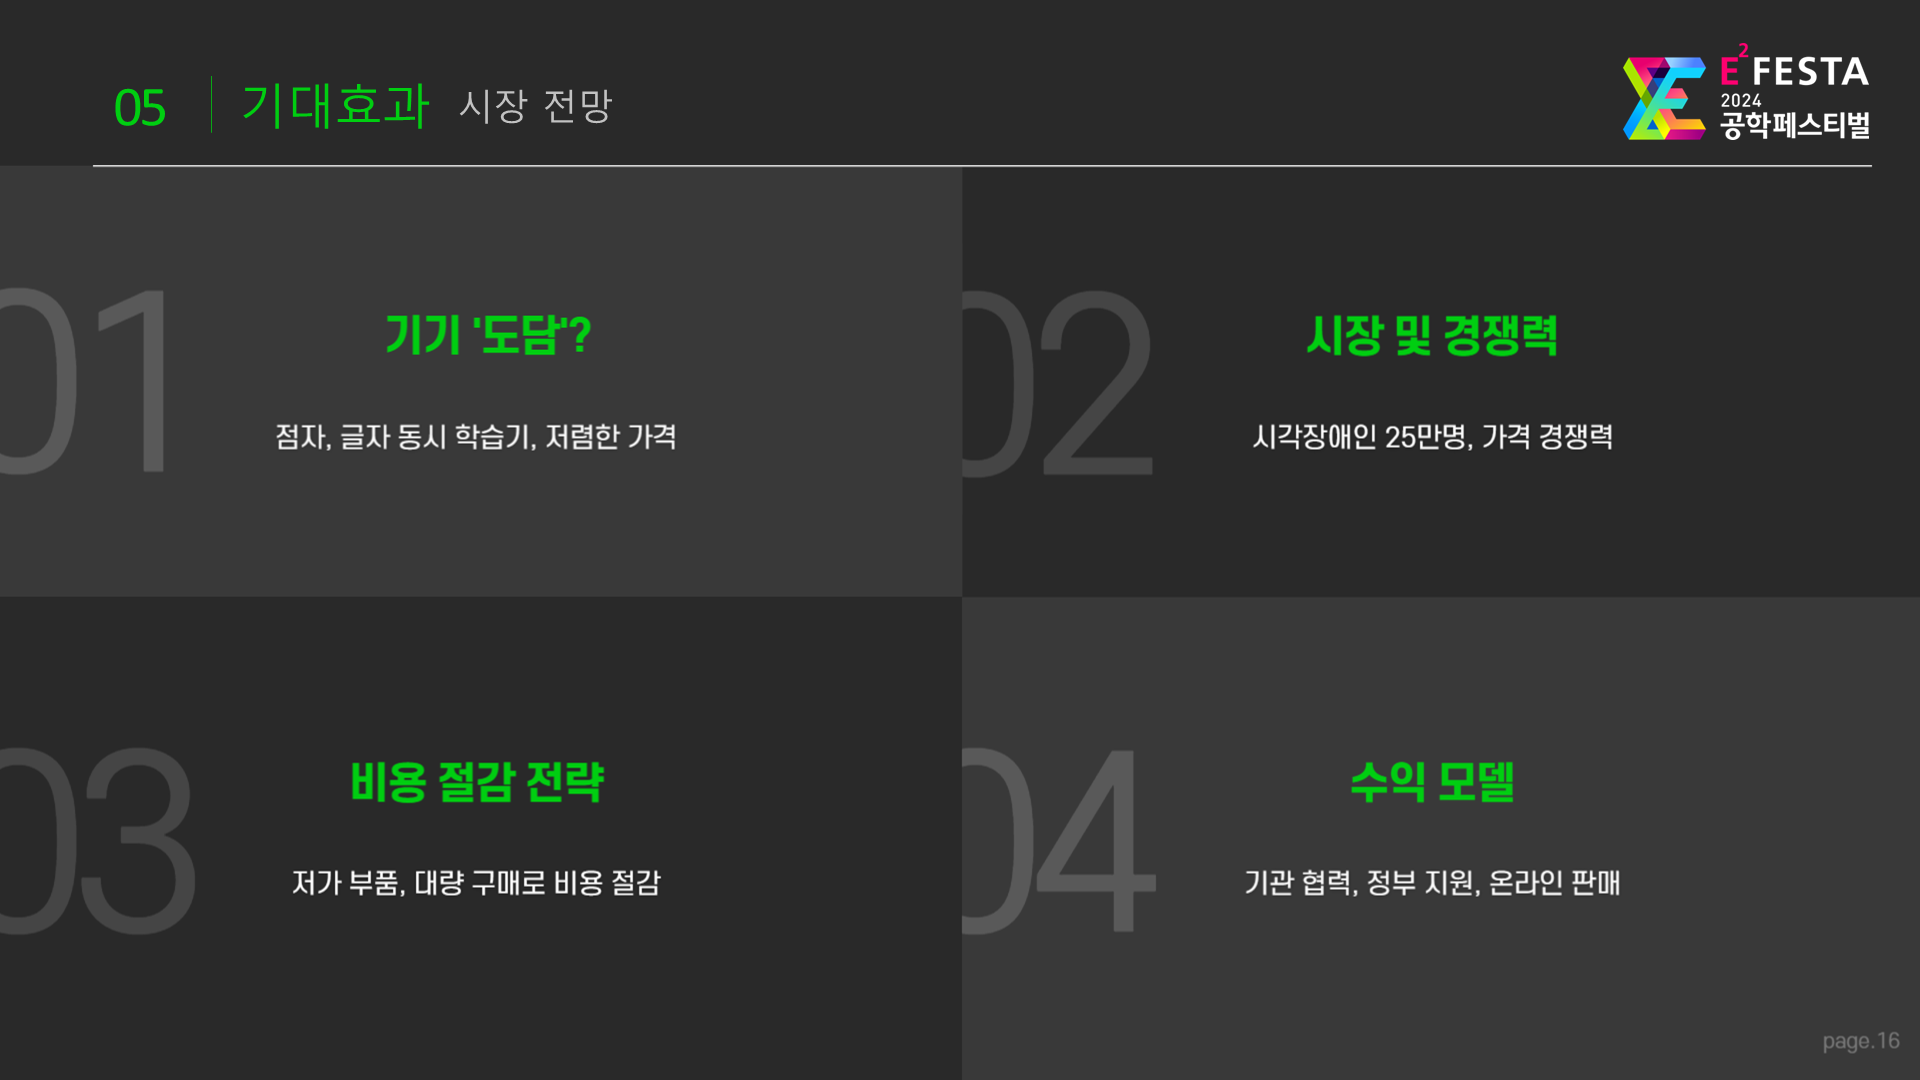 05 기대효과 시장 전망
E² FESTA
2024
공학페스티벌
01
기기 '도담'?
점자, 글자 동시 학습기, 저렴한 가격
02
시장 및 경쟁력
시각장애인 25만명, 가격 경쟁력
03
비용 절감 전략
저가 부품, 대량 구매로 비용 절감
04
수익 모델
기관 협력, 정부 지원, 온라인 판매
page.16